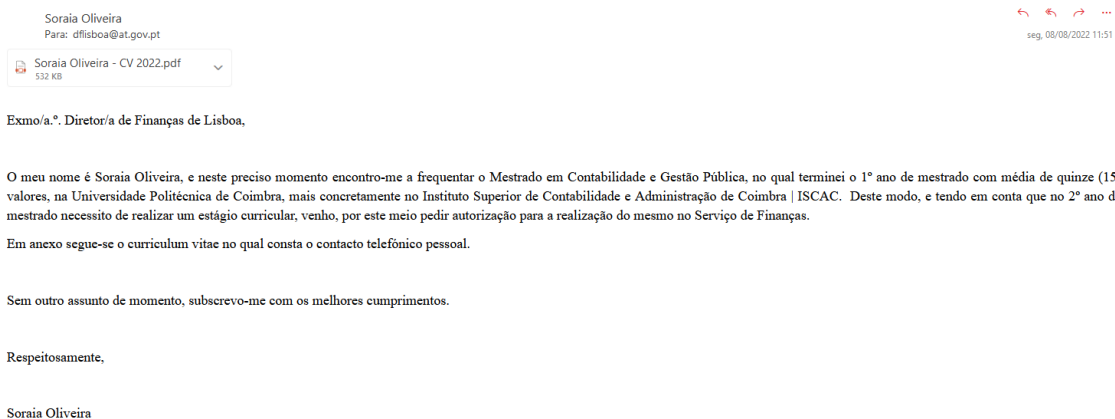 Soraia Oliveira
Para: dflisboa@at.gov.pt
seg, 08/08/2022 11:51
Soraia Oliveira - CV 2022.pdf
532 KB
Exmo/a.º. Diretor/a de Finanças de Lisboa,
O meu nome é Soraia Oliveira, e neste preciso momento encontro-me a frequentar o Mestrado em Contabilidade e Gestão Pública, no qual terminei o 1º ano de mestrado com média de quinze (15
valores, na Universidade Politécnica de Coimbra, mais concretamente no Instituto Superior de Contabilidade e Administração de Coimbra | ISCAC. Deste modo, e tendo em conta que no 2º ano d
mestrado necessito de realizar um estágio curricular, venho, por este meio pedir autorização para a realização do mesmo no Serviço de Finanças.
Em anexo segue-se o curriculum vitae no qual consta o contacto telefónico pessoal.
Sem outro assunto de momento, subscrevo-me com os melhores cumprimentos.
Respeitosamente,
Soraia Oliveira